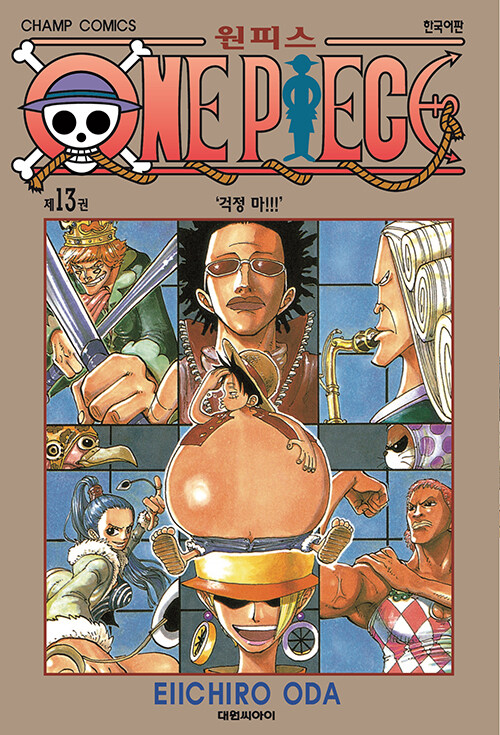 CHAMP COMICS
원피스
한국어판
ONE PIECE
제13권
'걱정 마!!!'
EIICHIRO ODA
대원씨아이